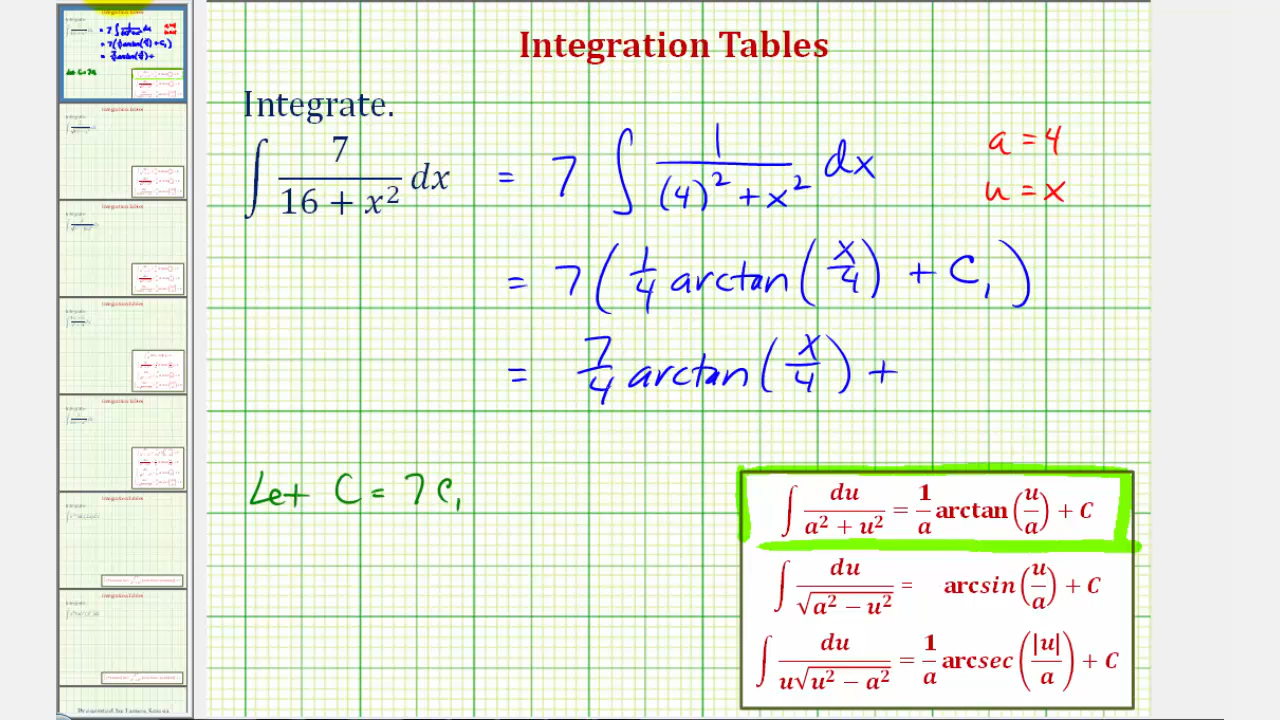 Integration Tables
Integrate.
∫ 7/(16 + x²) dx = 7 ∫ 1/((4)² + x²) dx
a = 4
u = x
= 7 ( 1/4 arctan ( x/4 ) + C₁ )
= 7/4 arctan ( x/4 ) +
Let C = 7C₁
∫ du/(a² + u²) = 1/a arctan (u/a) + C
∫ du/√(a² − u²) = arcsin (u/a) + C
∫ du/(u√(u² − a²)) = 1/a arcsec (|u|/a) + C